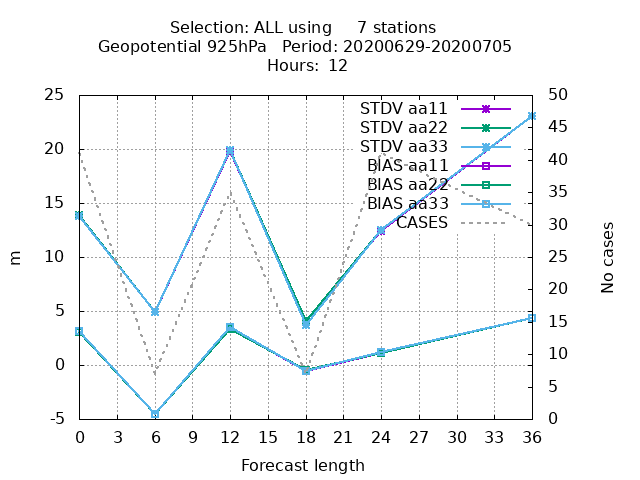 Selection: ALL using 7 stations
Geopotential 925hPa Period: 20200629-20200705
Hours: 12
25
20
15
10
5
0
-5
50
45
40
35
30
25
20
15
10
5
0
STDV aa11
STDV aa22
STDV aa33
BIAS aa11
BIAS aa22
BIAS aa33
CASES
m
No cases
0 3 6 9 12 15 18 21 24 27 30 33 36
Forecast length